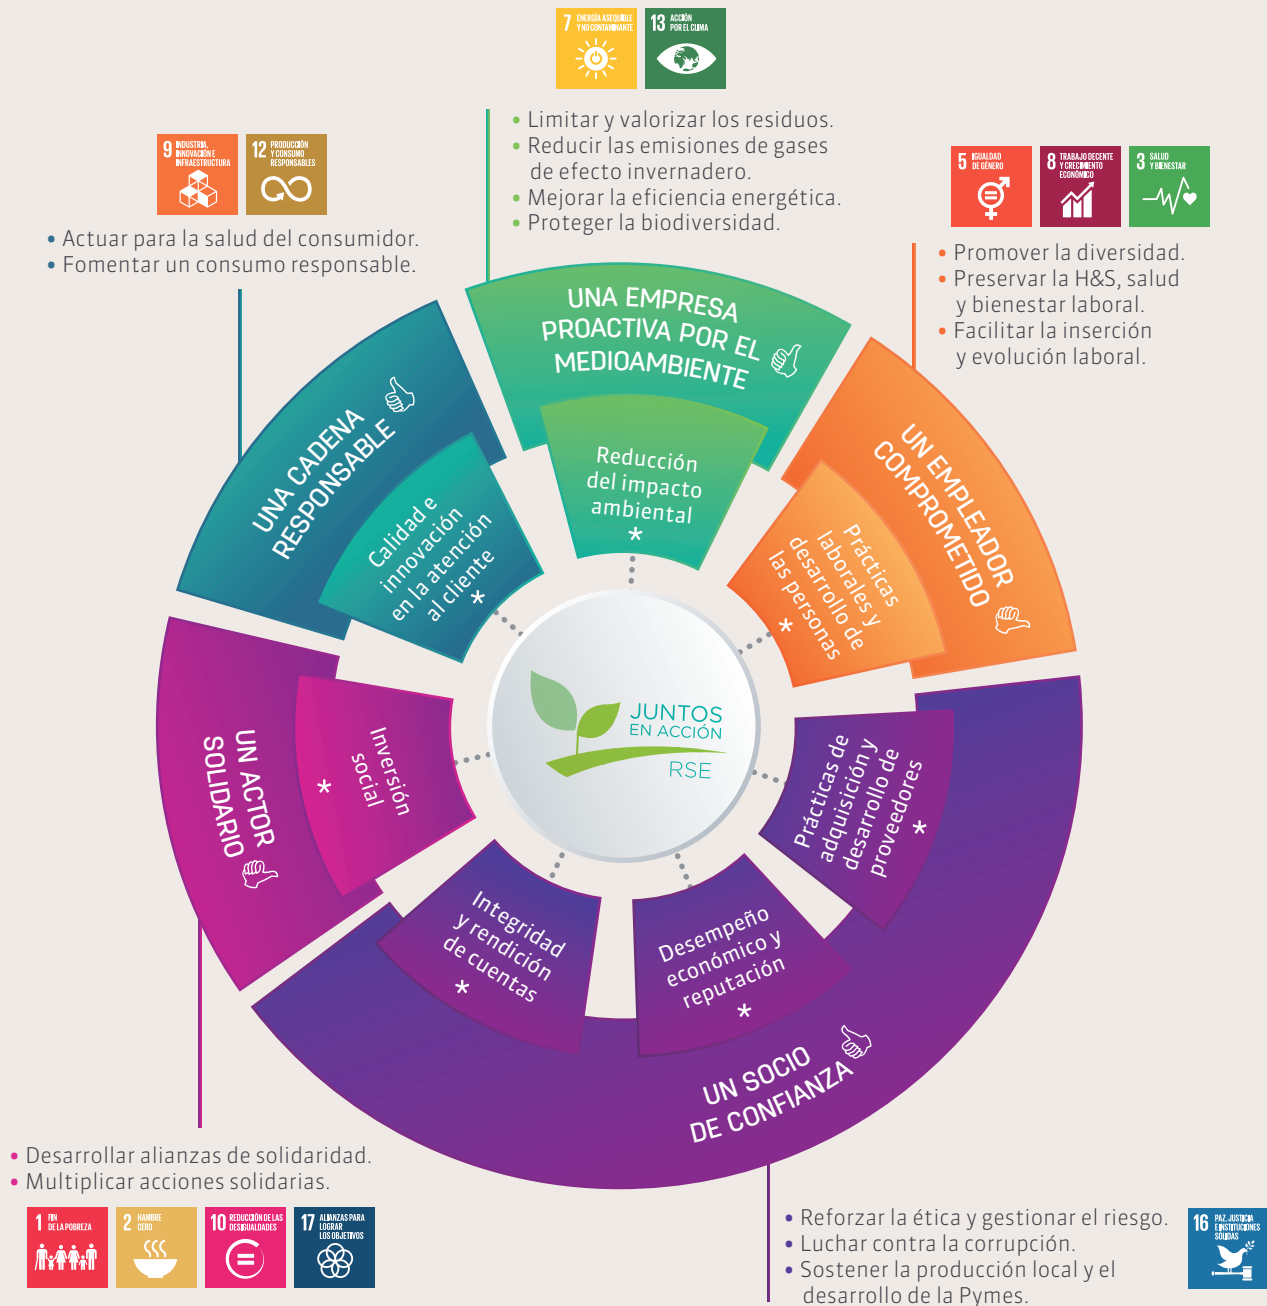 7 ENERGÍA ASEQUIBLE
Y NO CONTAMINANTE
13 ACCIÓN
POR EL CLIMA
• Limitar y valorizar los residuos.
• Reducir las emisiones de gases
de efecto invernadero.
• Mejorar la eficiencia energética.
• Proteger la biodiversidad.
9 INDUSTRIA,
INNOVACIÓN E
INFRAESTRUCTURA
12 PRODUCCIÓN
Y CONSUMO
RESPONSABLES
• Actuar para la salud del consumidor.
• Fomentar un consumo responsable.
5 IGUALDAD
DE GÉNERO
8 TRABAJO DECENTE
Y CRECIMIENTO
ECONÓMICO
3 SALUD
Y BIENESTAR
• Promover la diversidad.
• Preservar la H&S, salud
y bienestar laboral.
• Facilitar la inserción
y evolución laboral.
UNA EMPRESA
PROACTIVA POR EL
MEDIOAMBIENTE
Reducción
del impacto
ambiental
*
UNA CADENA
RESPONSABLE
Calidad e
innovación
en la atención
al cliente
*
UN EMPLEADOR
COMPROMETIDO
Prácticas
laborales y
desarrollo de
las personas
*
JUNTOS
EN ACCIÓN
RSE
UN ACTOR
SOLIDARIO
Inversión
social
*
Prácticas de
adquisición y
desarrollo de
proveedores
*
Integridad
y rendición
de cuentas
*
Desempeño
económico y
reputación
*
UN SOCIO
DE CONFIANZA
• Desarrollar alianzas de solidaridad.
• Multiplicar acciones solidarias.
1 FIN
DE LA POBREZA
2 HAMBRE
CERO
10 REDUCCIÓN DE LAS
DESIGUALDADES
17 ALIANZAS PARA
LOGRAR
LOS OBJETIVOS
• Reforzar la ética y gestionar el riesgo.
• Luchar contra la corrupción.
• Sostener la producción local y el
desarrollo de la Pymes.
16 PAZ, JUSTICIA
E INSTITUCIONES
SÓLIDAS